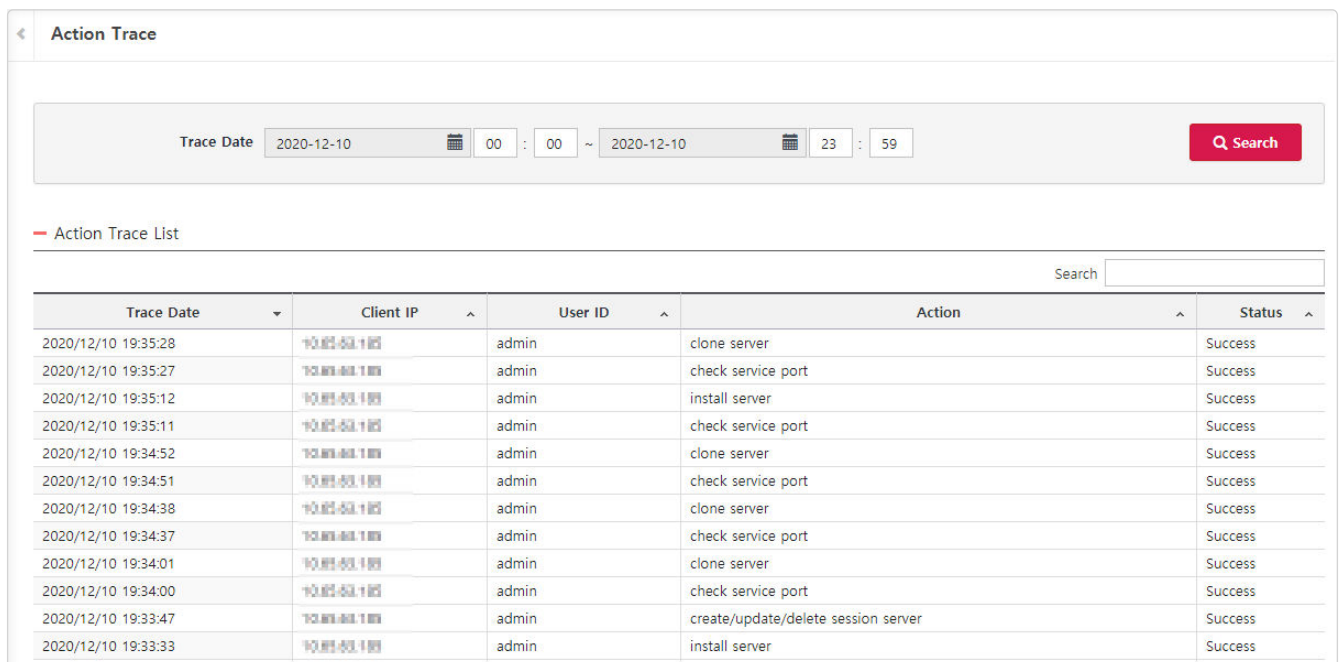 Action Trace
Trace Date 2020-12-10 00 : 00 ~ 2020-12-10 23 : 59 Search
Action Trace List
Search
Trace Date Client IP User ID Action Status
2020/12/10 19:35:28 admin clone server Success
2020/12/10 19:35:27 admin check service port Success
2020/12/10 19:35:12 admin install server Success
2020/12/10 19:35:11 admin check service port Success
2020/12/10 19:34:52 admin clone server Success
2020/12/10 19:34:51 admin check service port Success
2020/12/10 19:34:38 admin clone server Success
2020/12/10 19:34:37 admin check service port Success
2020/12/10 19:34:01 admin clone server Success
2020/12/10 19:34:00 admin check service port Success
2020/12/10 19:33:47 admin create/update/delete session server Success
2020/12/10 19:33:33 admin install server Success